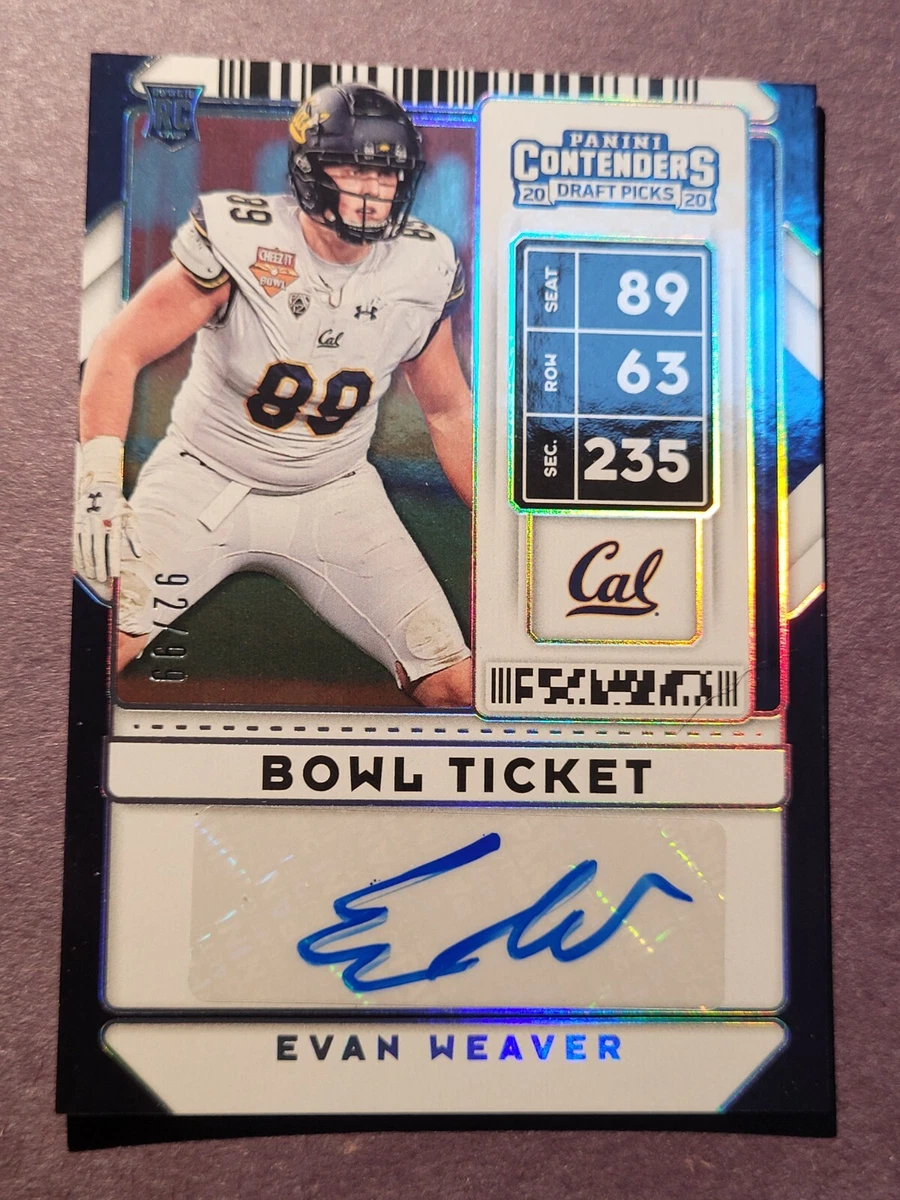 RC
PANINI
CONTENDERS
20 DRAFT PICKS 20
89
89
CHEEZ IT
BOWL
Cal
89
SEAT 89
ROW 63
SEC. 235
Cal
92/99
BOWL TICKET
EVAN WEAVER